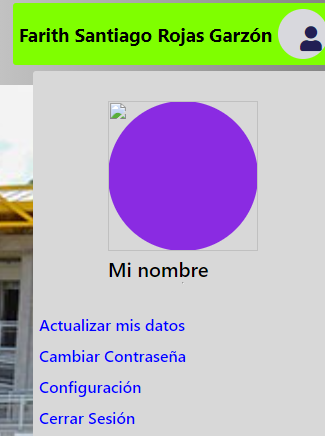 Farith Santiago Rojas Garzón
Mi nombre
Actualizar mis datos
Cambiar Contraseña
Configuración
Cerrar Sesión